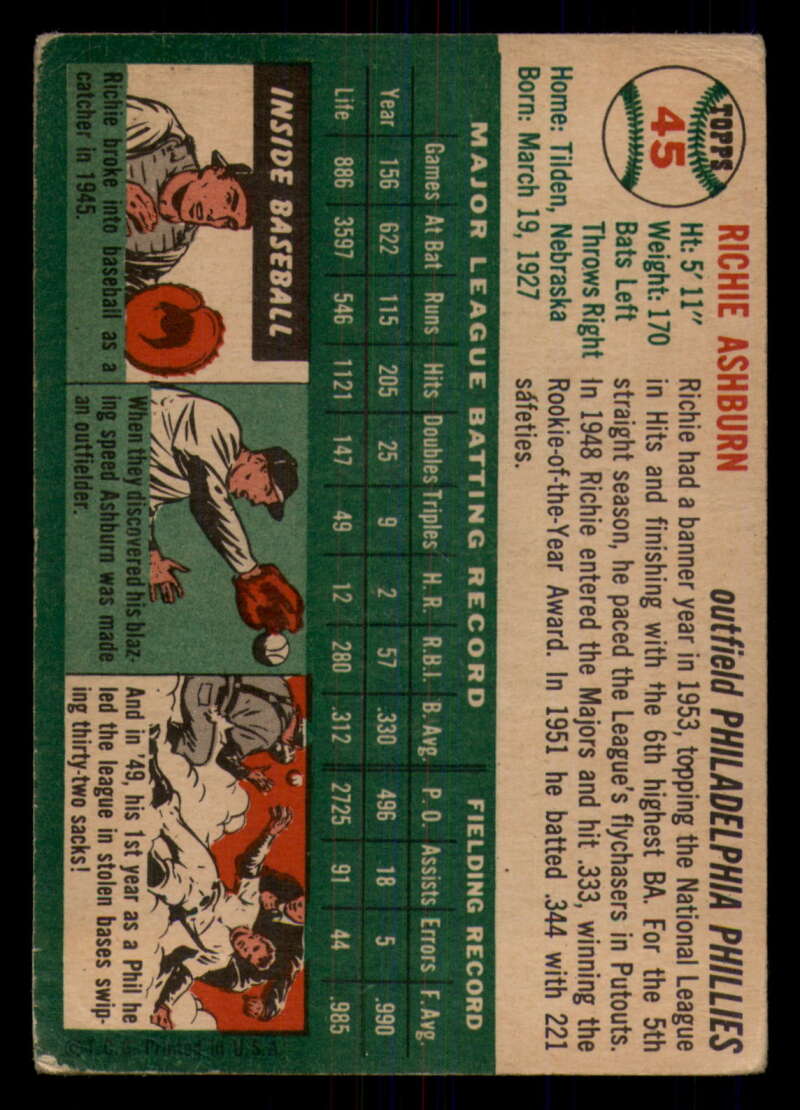 TOPPS
45
RICHIE ASHBURN
outfield PHILADELPHIA PHILLIES
Ht: 5'11"
Weight: 170
Bats Left
Throws Right
Home: Tilden, Nebraska
Born: March 19, 1927
Richie had a banner year in 1953, topping the National League
in Hits and finishing with the 6th highest BA. For the 5th
straight season, he paced the League's flychasers in Putouts.
In 1948 Richie entered the Majors and hit .333, winning the
Rookie-of-the-Year Award. In 1951 he batted .344 with 221
safeties.
MAJOR LEAGUE BATTING RECORD FIELDING RECORD
Games At Bat Runs Hits Doubles Triples H.R. R.B.I. B. Avg. P. O. Assists Errors F. Avg.
Year 156 622 115 205 25 9 2 57 .330 496 18 5 .990
Life 886 3597 546 1121 147 49 12 280 .312 2725 91 44 .985
INSIDE BASEBALL
Richie broke into baseball as a
catcher in 1945.
When they discovered his blaz-
ing speed Ashburn was made
an outfielder.
And in '49, his 1st year as a Phil he
led the league in stolen bases swip-
ing thirty-two sacks!
© T. C. G. Printed in U. S. A.